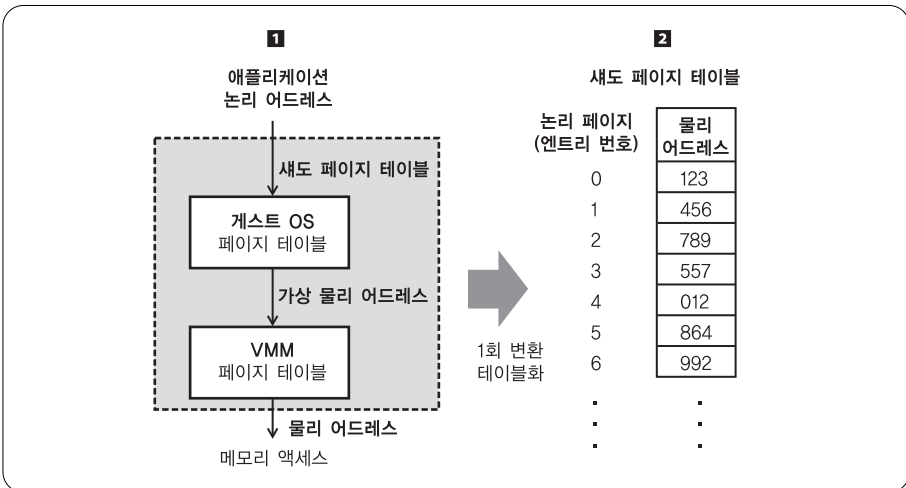 1
애플리케이션
논리 어드레스
섀도 페이지 테이블
게스트 OS
페이지 테이블
가상 물리 어드레스
VMM
페이지 테이블
물리 어드레스
메모리 액세스
1회 변환
테이블화
2
섀도 페이지 테이블
논리 페이지
(엔트리 번호)
물리
어드레스
0 123
1 456
2 789
3 557
4 012
5 864
6 992